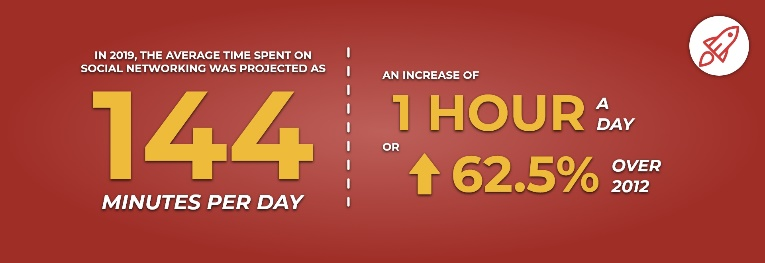 IN 2019, THE AVERAGE TIME SPENT ON
SOCIAL NETWORKING WAS PROJECTED AS
144
MINUTES PER DAY
AN INCREASE OF
1 HOUR A DAY
OR
62.5% OVER 2012